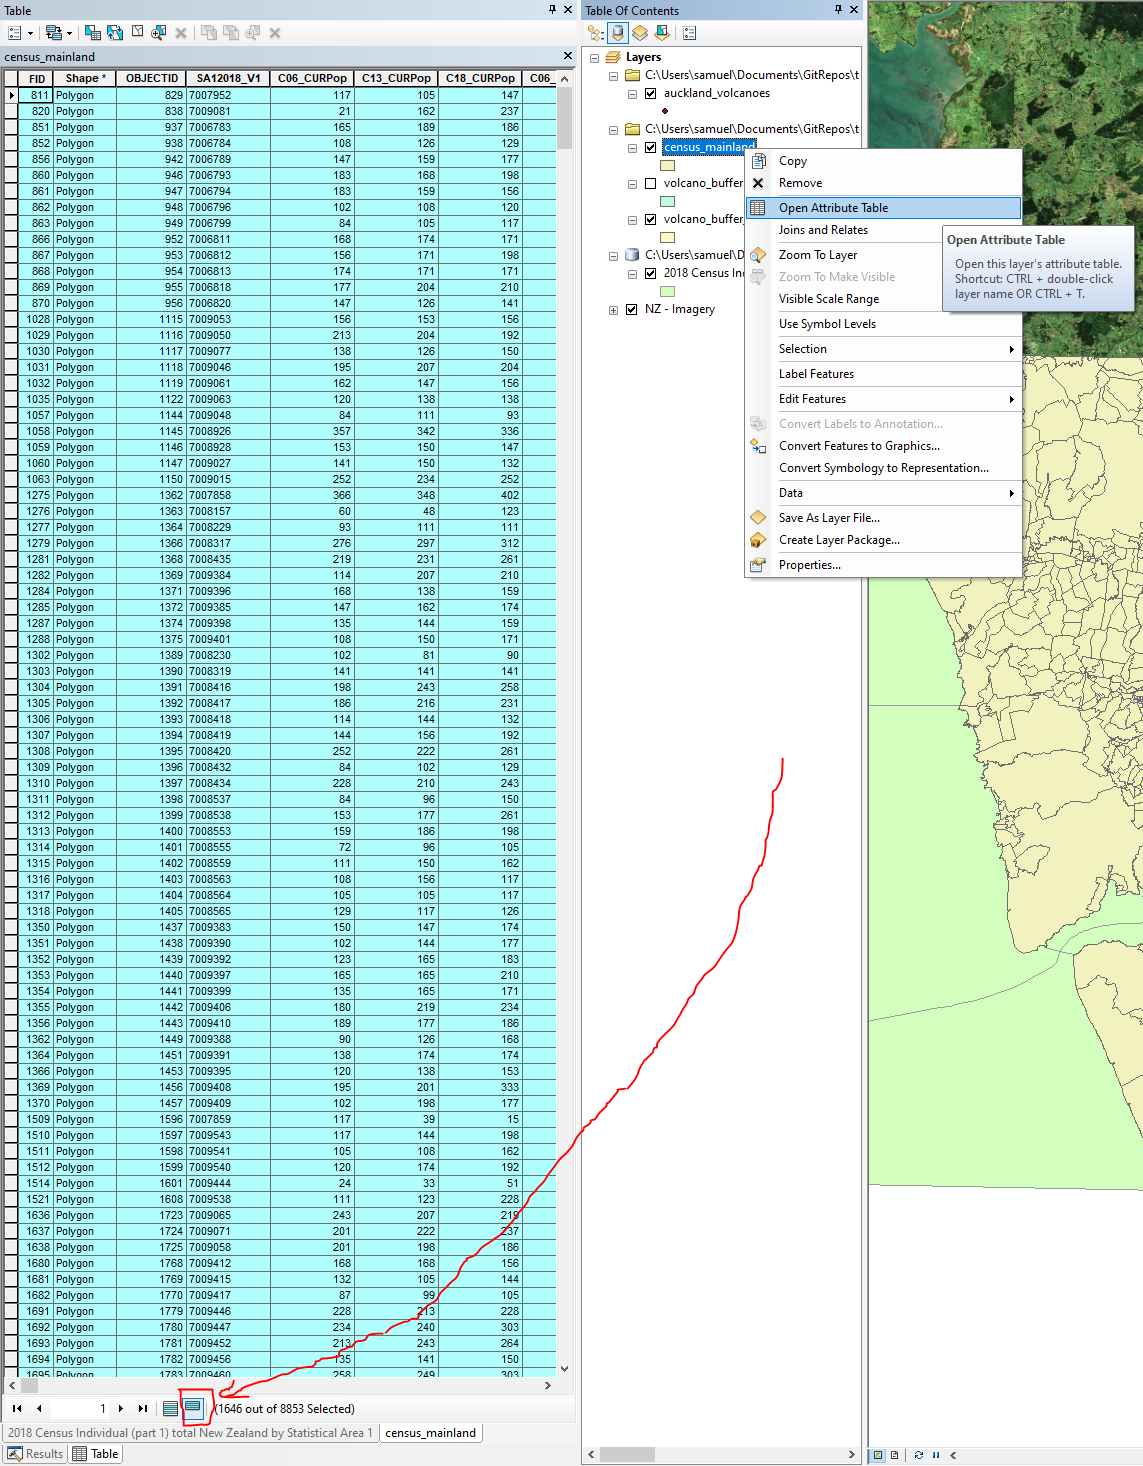 Table
census_mainland
FID Shape * OBJECTID SA12018_V1 C06_CURPop C13_CURPop C18_CURPop C06_
811 Polygon 829 7007952 117 105 147
820 Polygon 838 7009081 21 162 237
851 Polygon 937 7006783 165 189 186
852 Polygon 938 7006784 108 126 129
856 Polygon 942 7006789 147 159 177
860 Polygon 946 7006793 183 168 198
861 Polygon 947 7006794 183 159 156
862 Polygon 948 7006796 102 108 120
863 Polygon 949 7006799 84 105 117
866 Polygon 952 7006811 168 174 171
867 Polygon 953 7006812 156 171 198
868 Polygon 954 7006813 174 171 171
869 Polygon 955 7006818 177 204 210
870 Polygon 956 7006820 147 126 141
1028 Polygon 1115 7009053 156 153 156
1029 Polygon 1116 7009050 213 204 192
1030 Polygon 1117 7009077 138 126 150
1031 Polygon 1118 7009046 195 207 204
1032 Polygon 1119 7009061 162 147 156
1035 Polygon 1122 7009063 120 138 138
1057 Polygon 1144 7009048 84 111 93
1058 Polygon 1145 7008926 357 342 336
1059 Polygon 1146 7008928 153 150 147
1060 Polygon 1147 7009027 141 150 132
1063 Polygon 1150 7009015 252 234 252
1275 Polygon 1362 7007858 366 348 402
1276 Polygon 1363 7008157 60 48 123
1277 Polygon 1364 7008229 93 111 111
1279 Polygon 1366 7008317 276 297 312
1281 Polygon 1368 7008435 219 231 261
1282 Polygon 1369 7009384 114 207 210
1284 Polygon 1371 7009396 168 138 159
1285 Polygon 1372 7009385 147 162 174
1287 Polygon 1374 7009398 135 144 159
1288 Polygon 1375 7009401 108 150 171
1302 Polygon 1389 7008230 102 81 90
1303 Polygon 1390 7008319 141 141 141
1304 Polygon 1391 7008416 198 243 258
1305 Polygon 1392 7008417 186 216 231
1306 Polygon 1393 7008418 114 144 132
1307 Polygon 1394 7008419 144 156 192
1308 Polygon 1395 7008420 252 222 261
1309 Polygon 1396 7008432 84 102 129
1310 Polygon 1397 7008434 228 210 243
1311 Polygon 1398 7008537 84 96 150
1312 Polygon 1399 7008538 153 177 261
1313 Polygon 1400 7008553 159 186 198
1314 Polygon 1401 7008555 72 96 105
1315 Polygon 1402 7008559 111 150 162
1316 Polygon 1403 7008563 108 156 117
1317 Polygon 1404 7008564 105 105 117
1318 Polygon 1405 7008565 129 117 126
1350 Polygon 1437 7009383 150 147 174
1351 Polygon 1438 7009390 102 144 177
1352 Polygon 1439 7009392 123 165 183
1353 Polygon 1440 7009397 165 165 210
1354 Polygon 1441 7009399 135 165 171
1355 Polygon 1442 7009406 180 219 234
1356 Polygon 1443 7009410 189 177 186
1362 Polygon 1449 7009388 90 126 168
1364 Polygon 1451 7009391 138 174 174
1366 Polygon 1453 7009395 120 138 153
1369 Polygon 1456 7009408 195 201 333
1370 Polygon 1457 7009409 102 198 177
1509 Polygon 1596 7007859 117 39 15
1510 Polygon 1597 7009543 117 144 198
1511 Polygon 1598 7009541 105 108 162
1512 Polygon 1599 7009540 120 174 192
1514 Polygon 1601 7009444 24 33 51
1521 Polygon 1608 7009538 111 123 228
1636 Polygon 1723 7009065 243 207 219
1637 Polygon 1724 7009071 201 222 237
1638 Polygon 1725 7009058 201 198 186
1680 Polygon 1768 7009412 168 168 156
1681 Polygon 1769 7009415 132 105 144
1682 Polygon 1770 7009417 87 99 105
1691 Polygon 1779 7009446 228 213 228
1692 Polygon 1780 7009447 234 240 303
1693 Polygon 1781 7009452 213 243 264
1694 Polygon 1782 7009456 135 141 150
1695 Polygon 1783 7009460 258 249 303
1 (1646 out of 8853 Selected)
2018 Census Individual (part 1) total New Zealand by Statistical Area 1 census_mainland
Results Table
Table Of Contents
Layers
C:\Users\samuel\Documents\GitRepos\t
auckland_volcanoes
C:\Users\samuel\Documents\GitRepos\t
census_mainland
volcano_buffer
volcano_buffer_
C:\Users\samuel\D
2018 Census In
NZ - Imagery
Copy
Remove
Open Attribute Table
Joins and Relates
Zoom To Layer
Zoom To Make Visible
Visible Scale Range
Use Symbol Levels
Selection
Label Features
Edit Features
Convert Labels to Annotation...
Convert Features to Graphics...
Convert Symbology to Representation...
Data
Save As Layer File...
Create Layer Package...
Properties...
Open Attribute Table
Open this layer's attribute table.
Shortcut: CTRL + double-click
layer name OR CTRL + T.